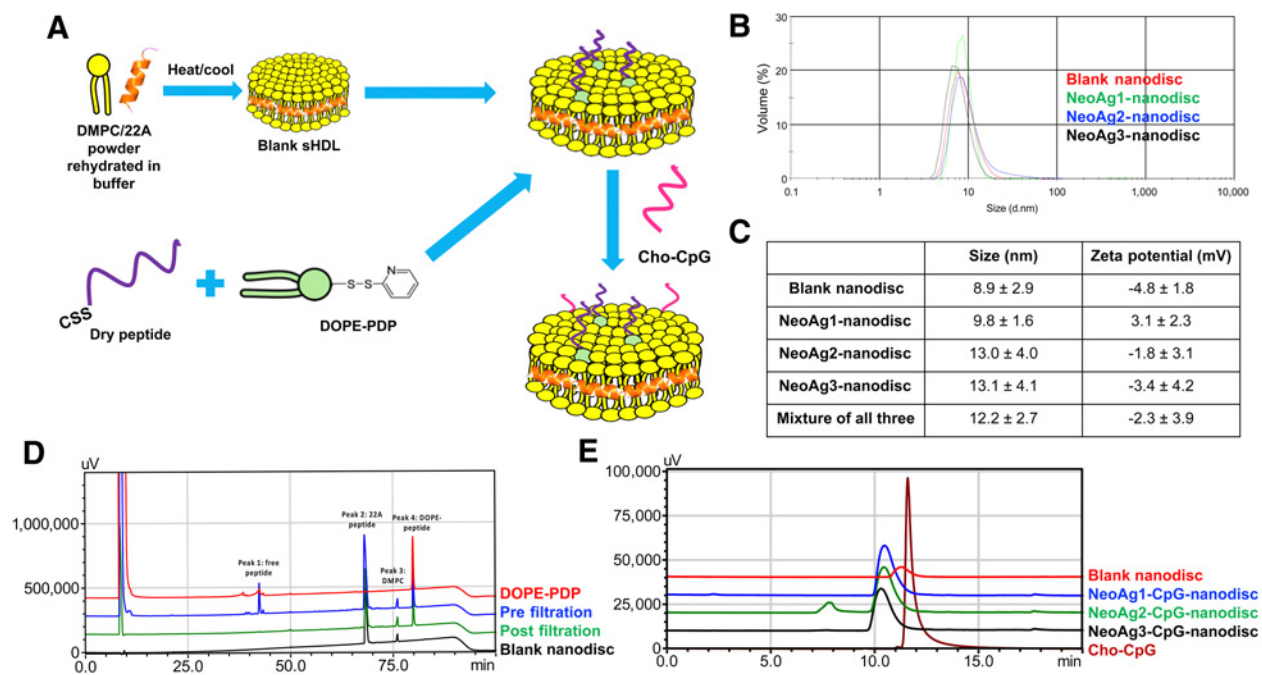 A
DMPC/22A
powder
rehydrated in
buffer
Heat/cool
Blank sHDL
CSS
Dry peptide
S-S
N
DOPE-PDP
Cho-CpG
B
Volume (%)
30
20
10
0
0.1 1 10 100 1,000 10,000
Size (d.nm)
Blank nanodisc
NeoAg1-nanodisc
NeoAg2-nanodisc
NeoAg3-nanodisc
C
Size (nm) Zeta potential (mV)
Blank nanodisc 8.9 ± 2.9 -4.8 ± 1.8
NeoAg1-nanodisc 9.8 ± 1.6 3.1 ± 2.3
NeoAg2-nanodisc 13.0 ± 4.0 -1.8 ± 3.1
NeoAg3-nanodisc 13.1 ± 4.1 -3.4 ± 4.2
Mixture of all three 12.2 ± 2.7 -2.3 ± 3.9
D
uV
1,000,000
500,000
0
0.0 25.0 50.0 75.0 min
Peak 1: free
peptide
Peak 2: 22A
peptide
Peak 3:
DMPC
Peak 4: DOPE-
peptide
DOPE-PDP
Pre filtration
Post filtration
Blank nanodisc
E
uV
100,000
75,000
50,000
25,000
0
0.0 5.0 10.0 15.0 min
Blank nanodisc
NeoAg1-CpG-nanodisc
NeoAg2-CpG-nanodisc
NeoAg3-CpG-nanodisc
Cho-CpG